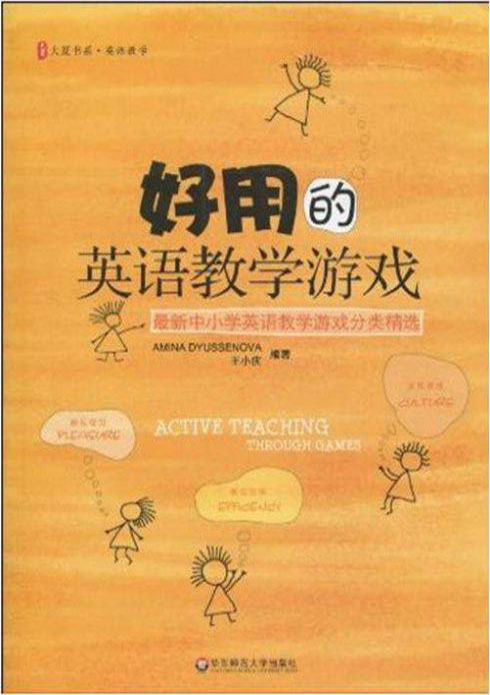 大夏书系·英语教学
好用的
英语教学游戏
最新中小学英语教学游戏分类精选
AMINA DYUSSENOVA
王小庆 编著
CULTURE
PLEASURE
ACTIVE TEACHING
THROUGH GAMES
EFFICIENCY
华东师范大学出版社